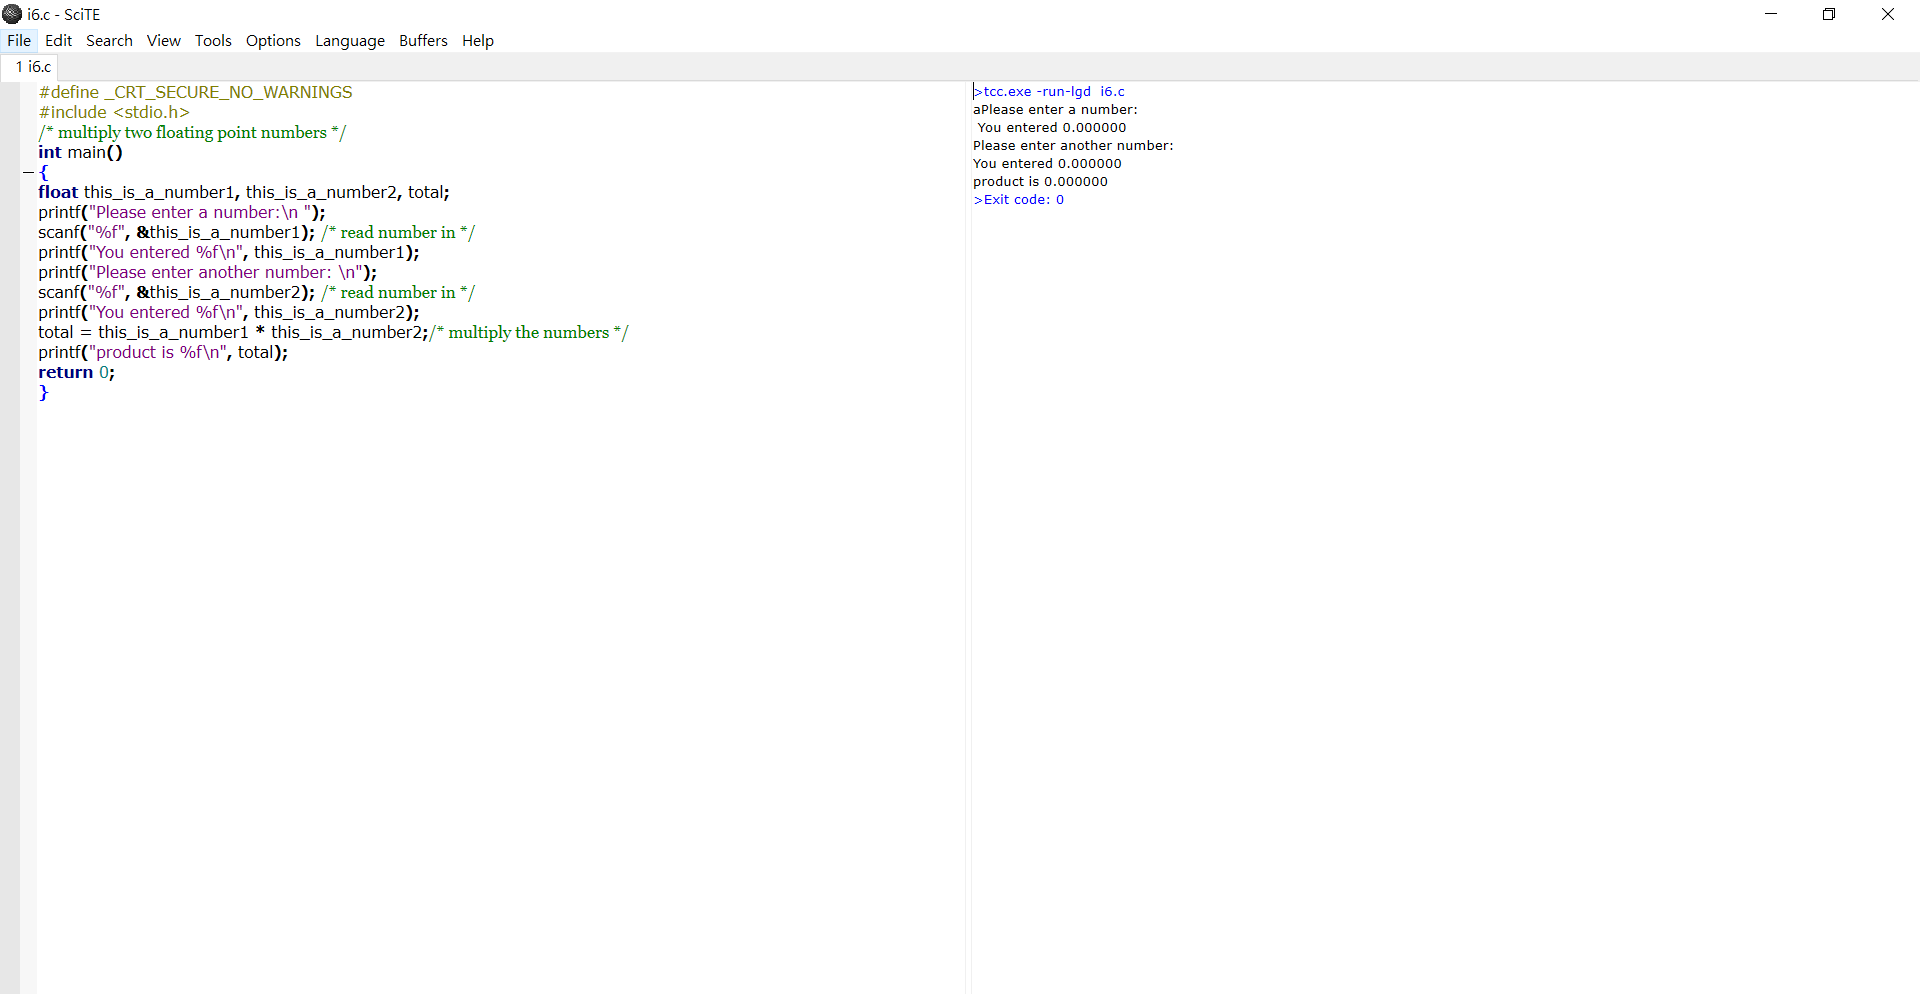 i6.c - SciTE
File Edit Search View Tools Options Language Buffers Help
1 i6.c
#define _CRT_SECURE_NO_WARNINGS
#include <stdio.h>
/* multiply two floating point numbers */
int main()
{
float this_is_a_number1, this_is_a_number2, total;
printf("Please enter a number:\n ");
scanf("%f", &this_is_a_number1); /* read number in */
printf("You entered %f\n", this_is_a_number1);
printf("Please enter another number: \n");
scanf("%f", &this_is_a_number2); /* read number in */
printf("You entered %f\n", this_is_a_number2);
total = this_is_a_number1 * this_is_a_number2;/* multiply the numbers */
printf("product is %f\n", total);
return 0;
}
>tcc.exe -run-lgd  i6.c
aPlease enter a number:
 You entered 0.000000
Please enter another number:
You entered 0.000000
product is 0.000000
>Exit code: 0